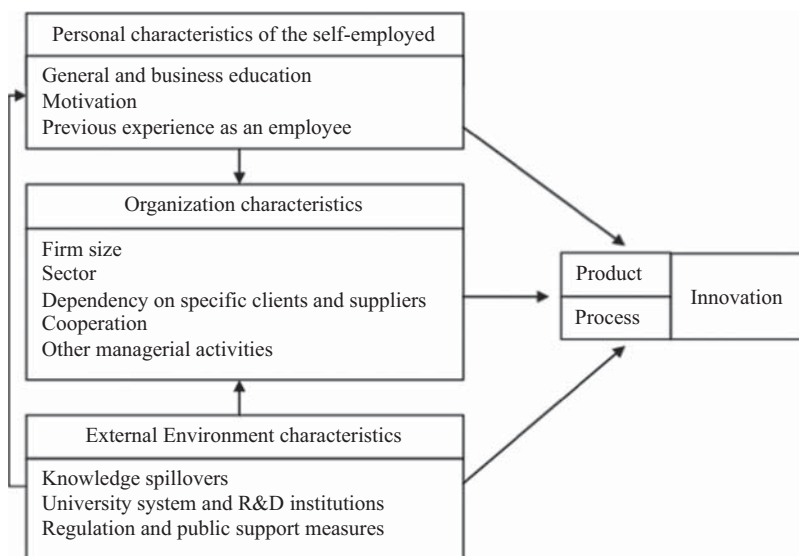 Personal characteristics of the self-employed
General and business education
Motivation
Previous experience as an employee
Organization characteristics
Firm size
Sector
Dependency on specific clients and suppliers
Cooperation
Other managerial activities
Product
Process
Innovation
External Environment characteristics
Knowledge spillovers
University system and R&D institutions
Regulation and public support measures